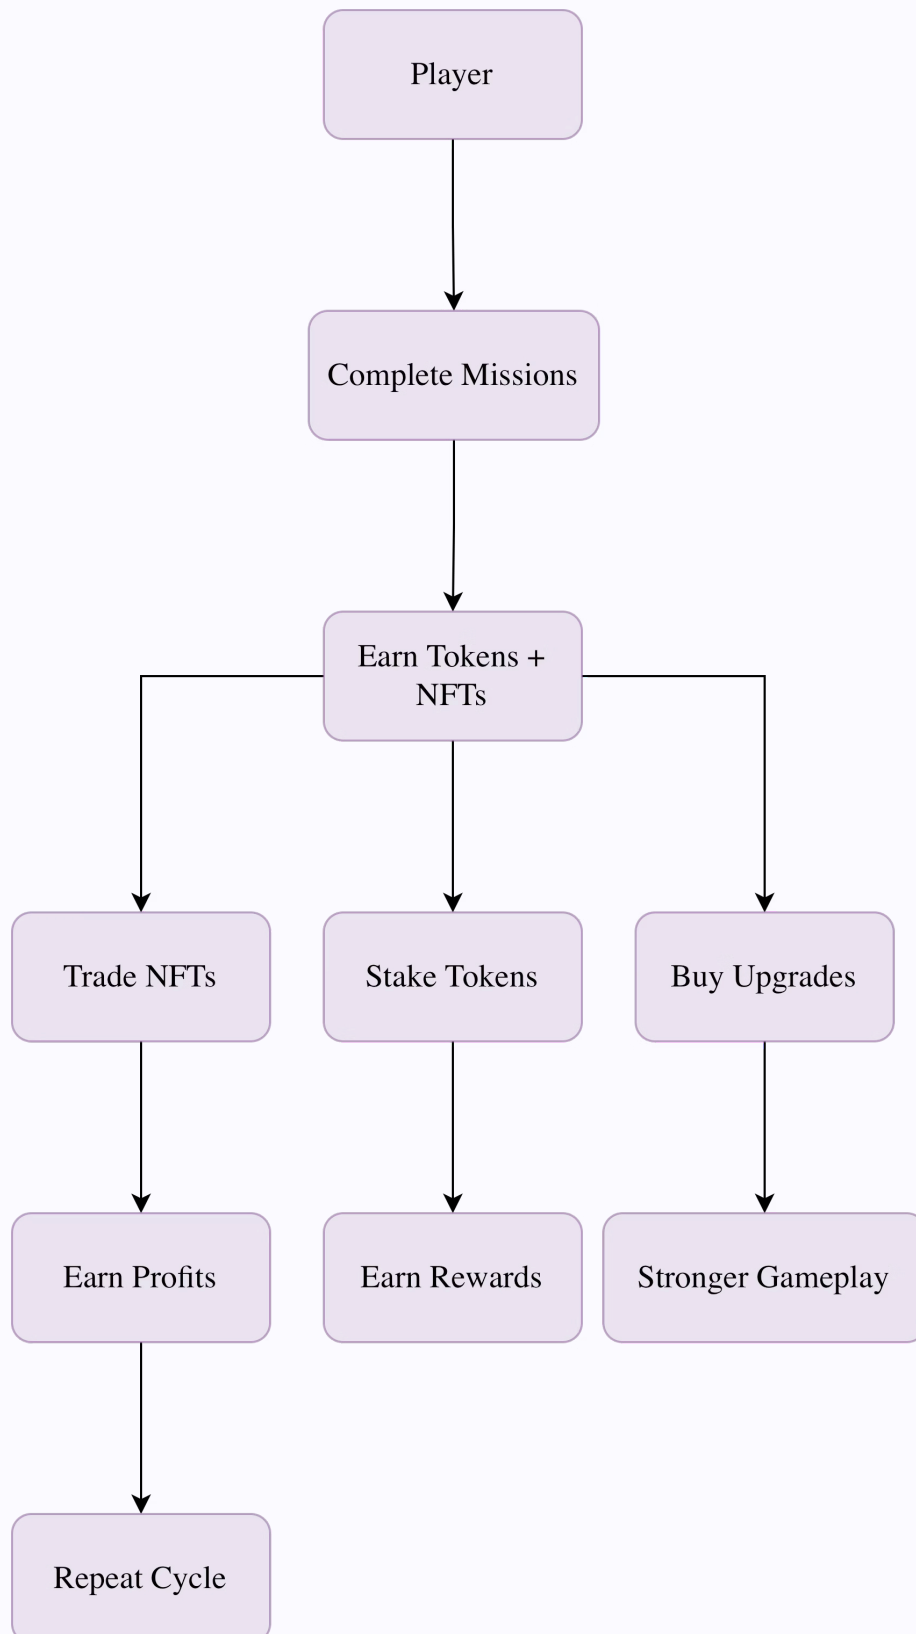 Player
Complete Missions
Earn Tokens +
NFTs
Trade NFTs
Stake Tokens
Buy Upgrades
Earn Profits
Earn Rewards
Stronger Gameplay
Repeat Cycle